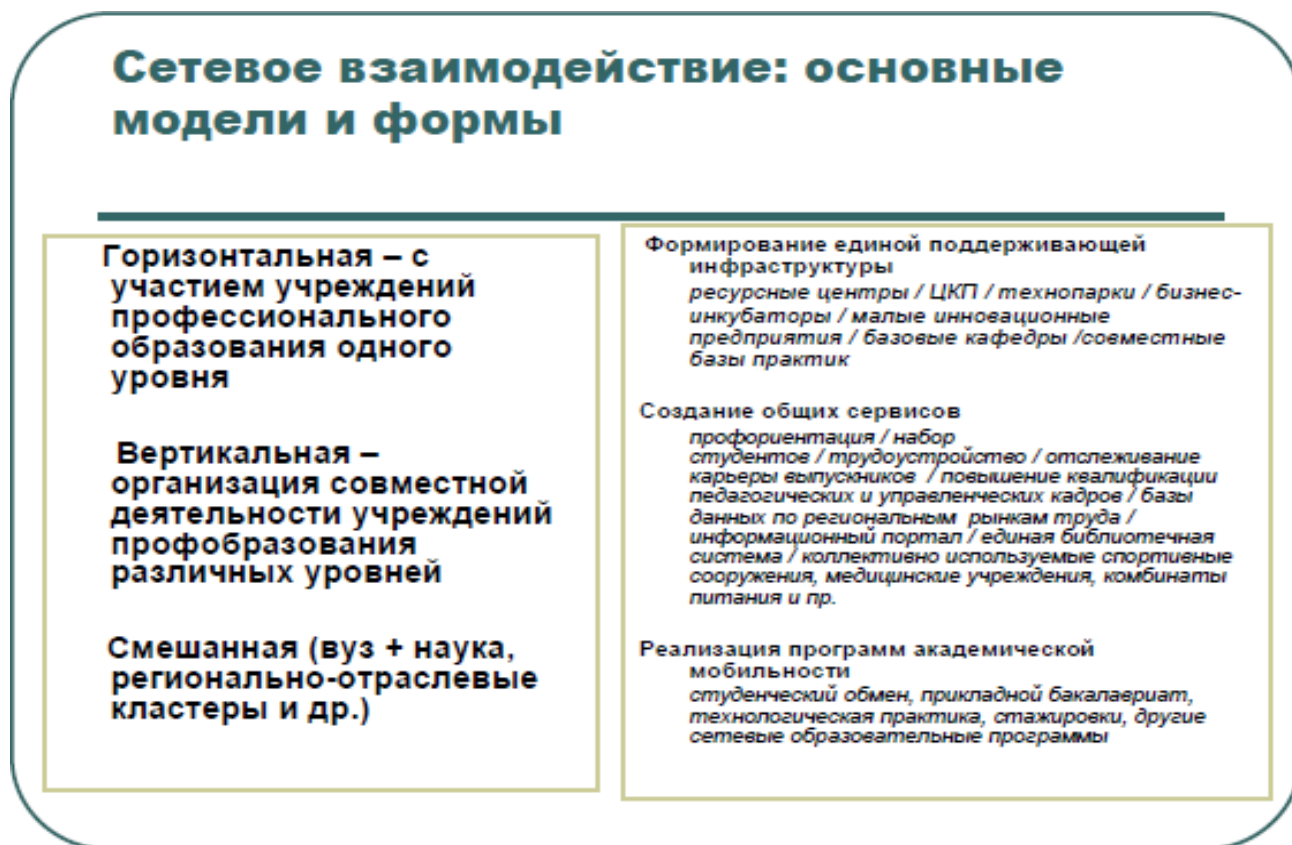 Сетевое взаимодействие: основные
модели и формы
Горизонтальная – с
участием учреждений
профессионального
образования одного
уровня
Вертикальная –
организация совместной
деятельности учреждений
профобразования
различных уровней
Смешанная (вуз + наука,
регионально-отраслевые
кластеры и др.)
Формирование единой поддерживающей
инфраструктуры
ресурсные центры / ЦКП / технопарки / бизнес-
инкубаторы / малые инновационные
предприятия / базовые кафедры /совместные
базы практик
Создание общих сервисов
профориентация / набор
студентов / трудоустройство / отслеживание
карьеры выпускников / повышение квалификации
педагогических и управленческих кадров / базы
данных по региональным рынкам труда /
информационный портал / единая библиотечная
система / коллективно используемые спортивные
сооружения, медицинские учреждения, комбинаты
питания и пр.
Реализация программ академической
мобильности
студенческий обмен, прикладной бакалавриат,
технологическая практика, стажировки, другие
сетевые образовательные программы